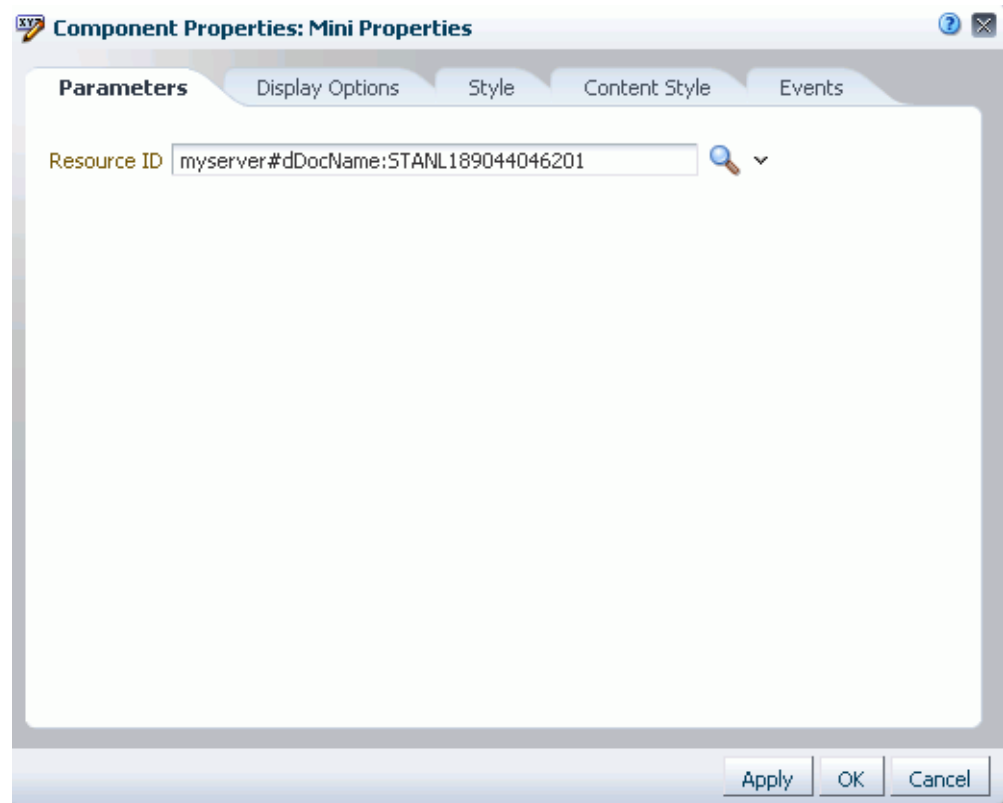 Component Properties: Mini Properties
Parameters Display Options Style Content Style Events
Resource ID myserver#dDocName:STANL189044046201
Apply OK Cancel